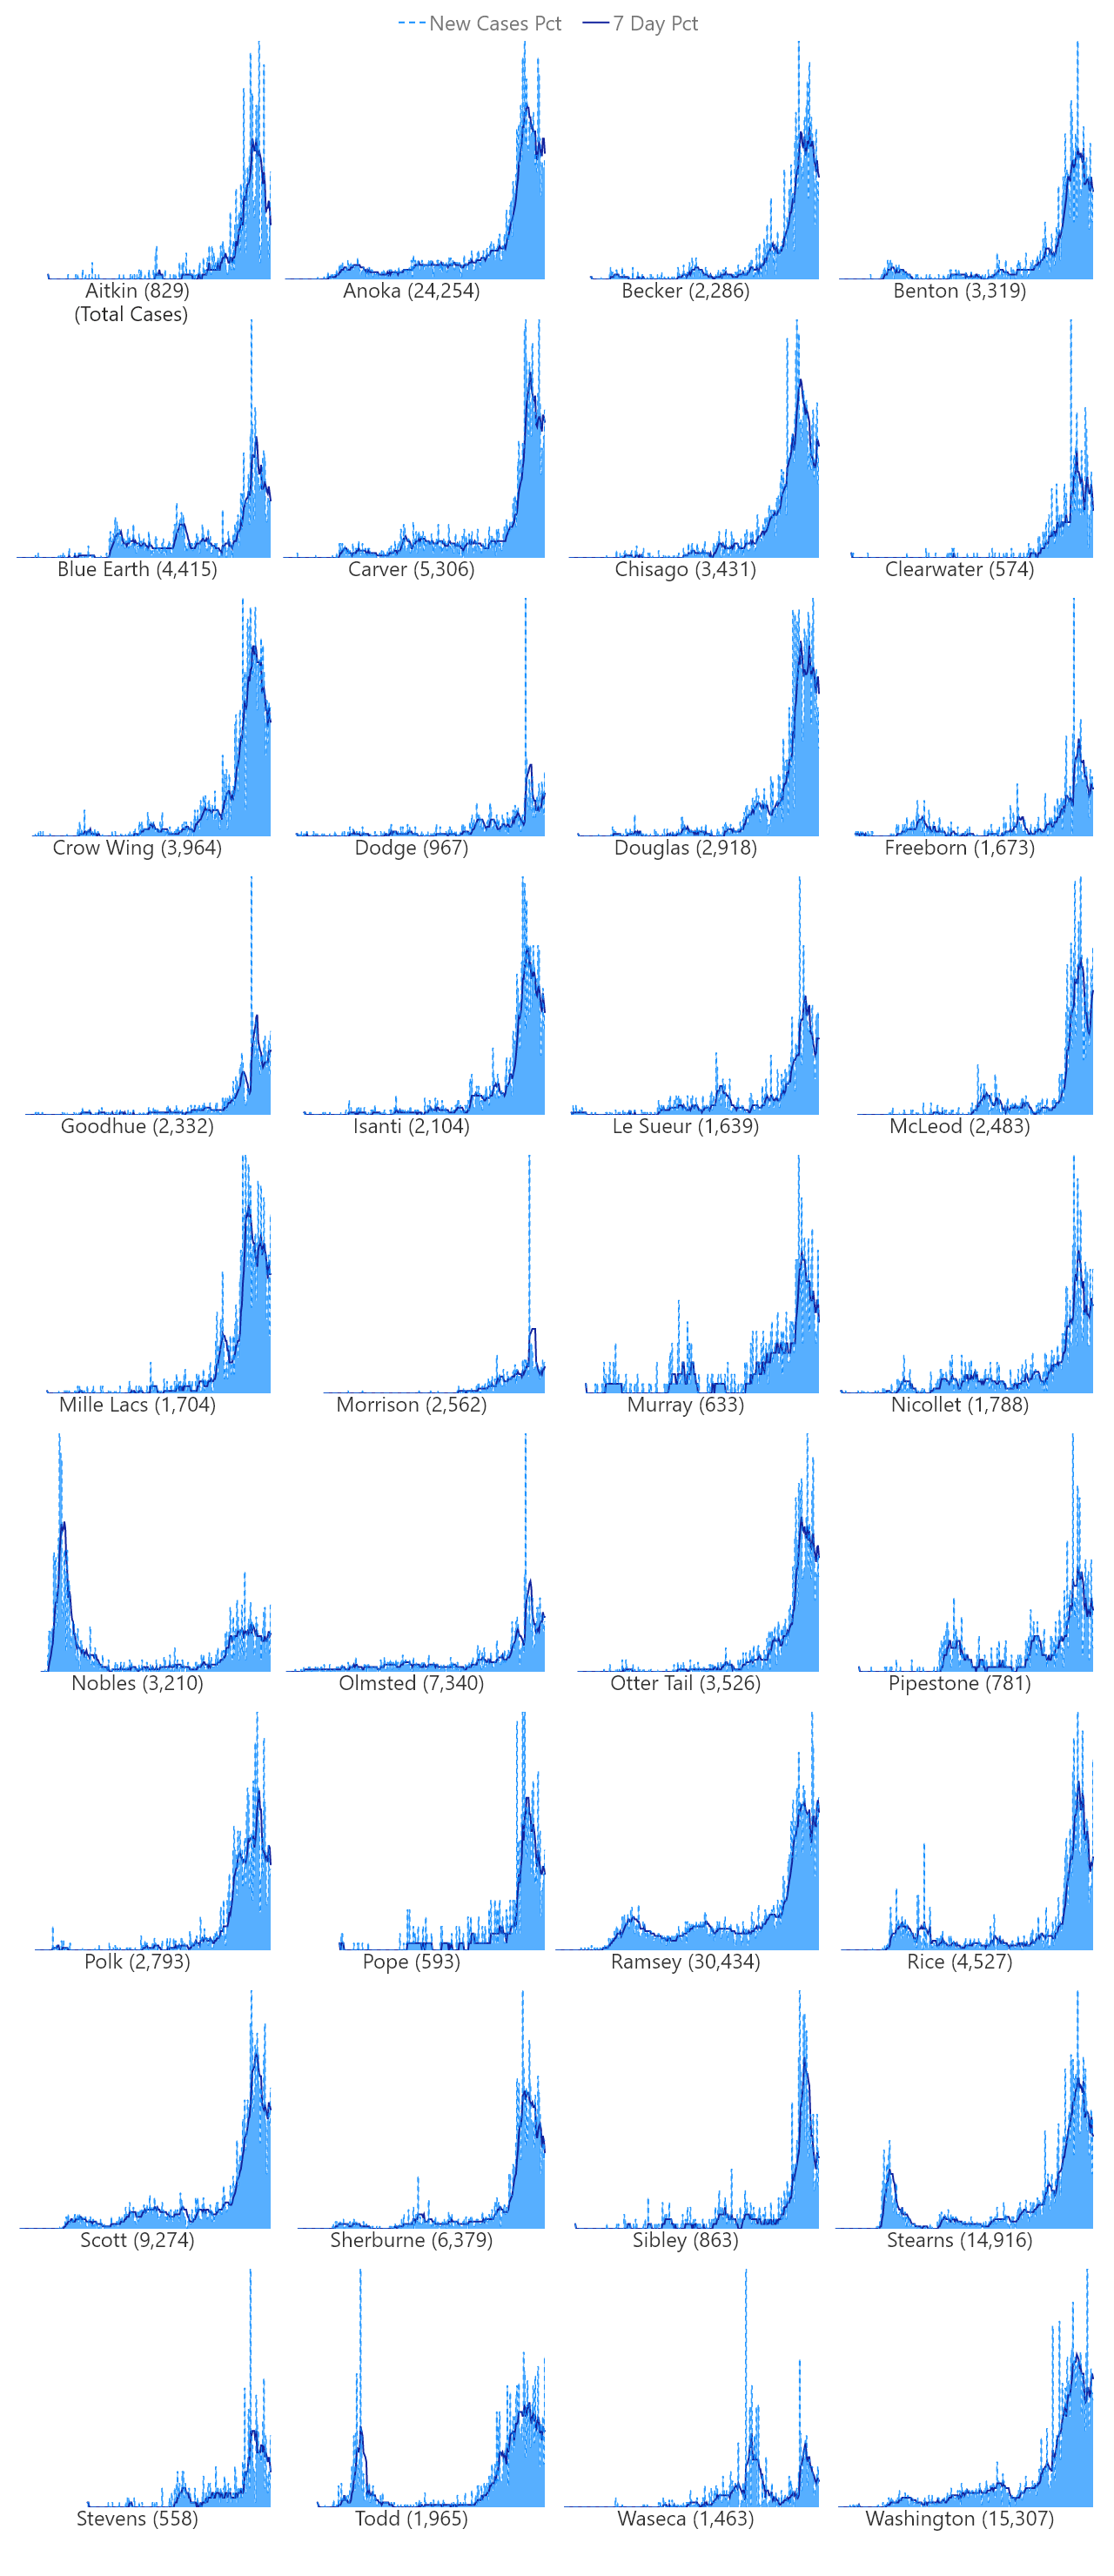 New Cases Pct 7 Day Pct
Aitkin (829) Anoka (24,254) Becker (2,286) Benton (3,319)
(Total Cases)
Blue Earth (4,415) Carver (5,306) Chisago (3,431) Clearwater (574)
Crow Wing (3,964) Dodge (967) Douglas (2,918) Freeborn (1,673)
Goodhue (2,332) Isanti (2,104) Le Sueur (1,639) McLeod (2,483)
Mille Lacs (1,704) Morrison (2,562) Murray (633) Nicollet (1,788)
Nobles (3,210) Olmsted (7,340) Otter Tail (3,526) Pipestone (781)
Polk (2,793) Pope (593) Ramsey (30,434) Rice (4,527)
Scott (9,274) Sherburne (6,379) Sibley (863) Stearns (14,916)
Stevens (558) Todd (1,965) Waseca (1,463) Washington (15,307)